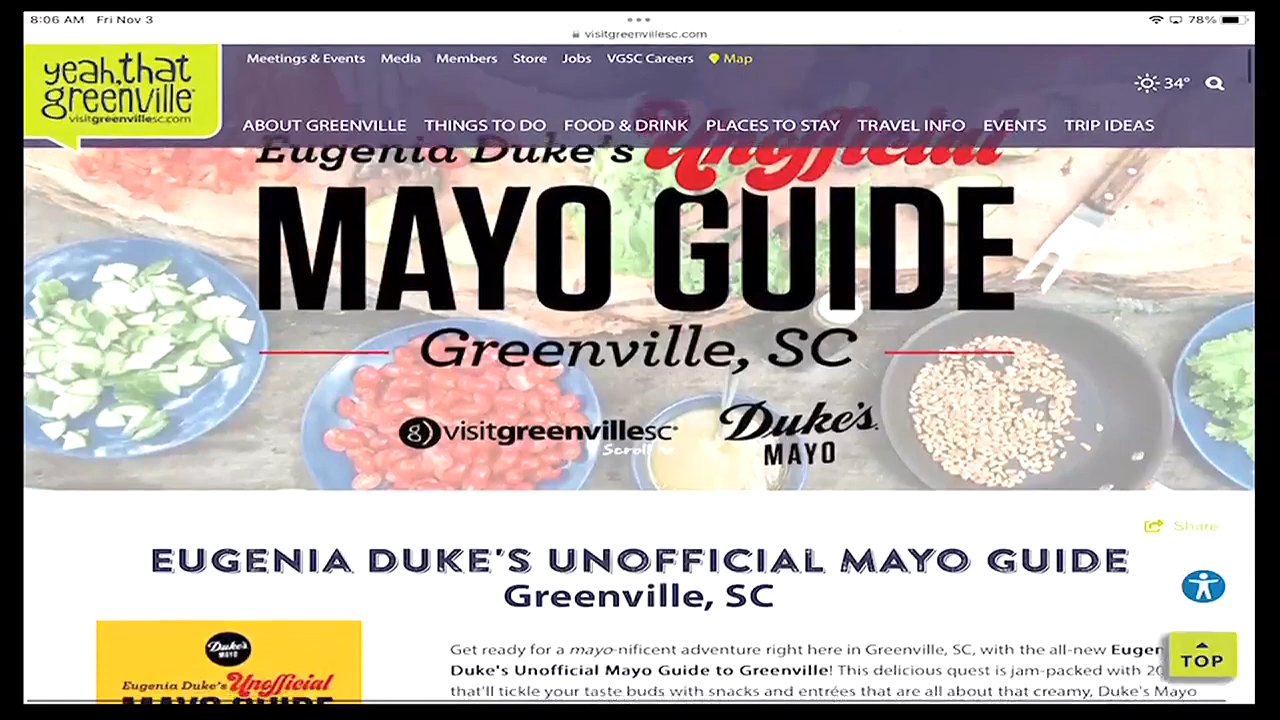 8:06 AM Fri Nov 3
78%
visitgreenvillesc.com
yeah, that
greenville
visitgreenvillesc.com
Meetings & Events Media Members Store Jobs VGSC Careers Map
34°
ABOUT GREENVILLE THINGS TO DO FOOD & DRINK PLACES TO STAY TRAVEL INFO EVENTS TRIP IDEAS
Eugenia Duke's Unofficial
MAYO GUIDE
Greenville, SC
visitgreenvillesc
Duke's
MAYO
Scroll
Share
EUGENIA DUKE'S UNOFFICIAL MAYO GUIDE
Greenville, SC
Duke's
MAYO
Eugenia Duke's Unofficial
MAYO GUIDE
Get ready for a mayo-nificent adventure right here in Greenville, SC, with the all-new Eugen
Duke's Unofficial Mayo Guide to Greenville! This delicious quest is jam-packed with 20
that'll tickle your taste buds with snacks and entrées that are all about that creamy, Duke's Mayo
TOP